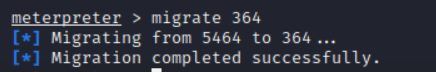 meterpreter > migrate 364
[*] Migrating from 5464 to 364...
[*] Migration completed successfully.